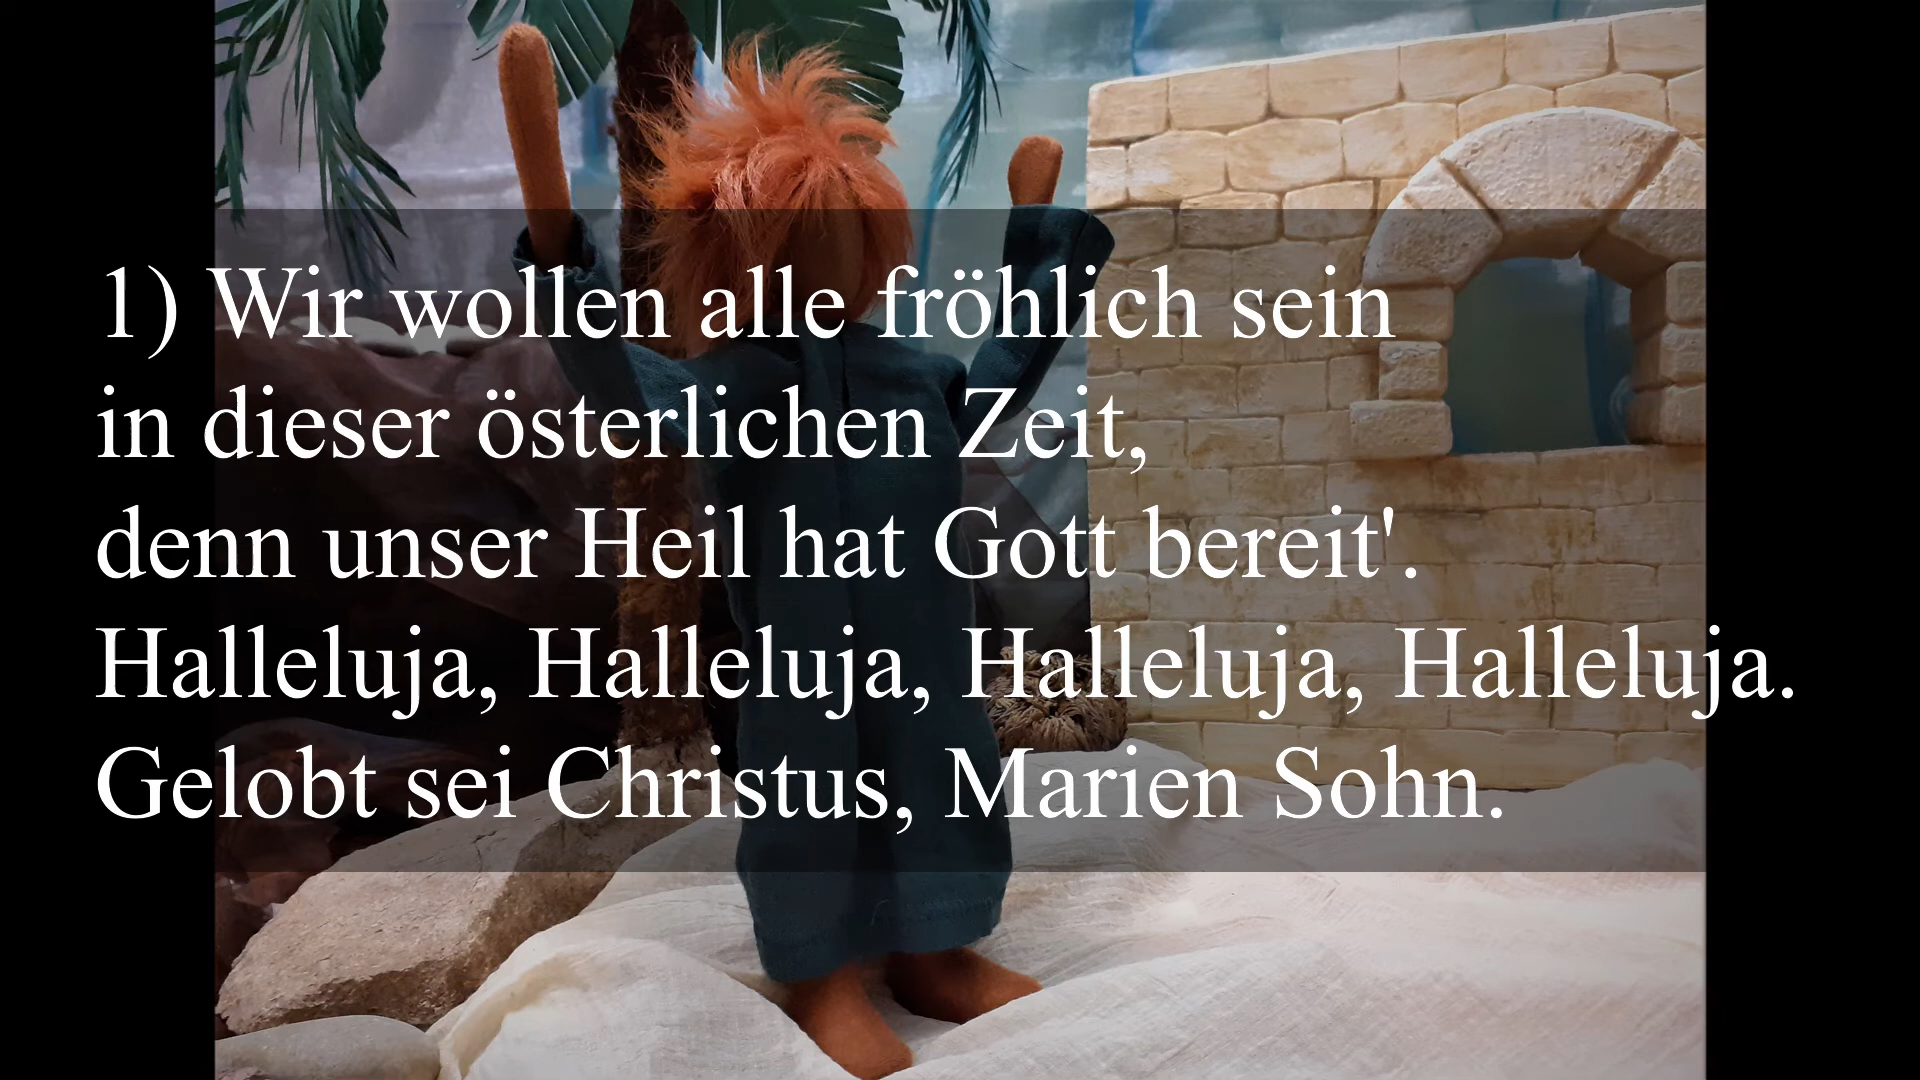 1) Wir wollen alle fröhlich sein
in dieser österlichen Zeit,
denn unser Heil hat Gott bereit'.
Halleluja, Halleluja, Halleluja, Halleluja.
Gelobt sei Christus, Marien Sohn.